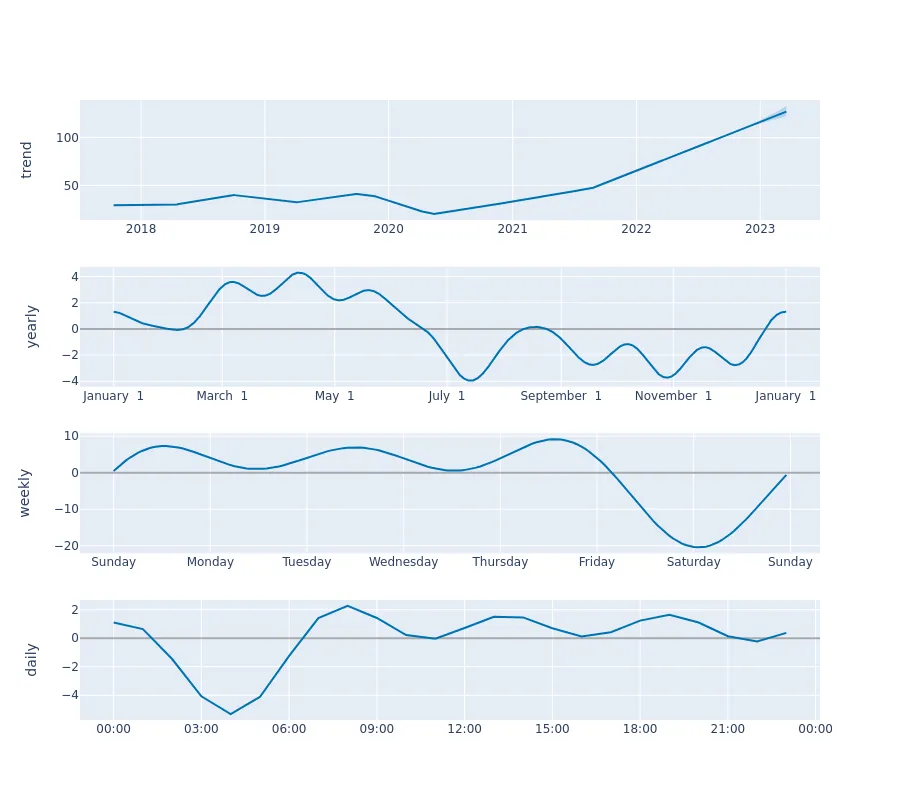 trend
100
50
2018 2019 2020 2021 2022 2023
yearly
4
2
0
−2
−4
January 1 March 1 May 1 July 1 September 1 November 1 January 1
weekly
10
0
−10
−20
Sunday Monday Tuesday Wednesday Thursday Friday Saturday Sunday
daily
2
0
−2
−4
00:00 03:00 06:00 09:00 12:00 15:00 18:00 21:00 00:00